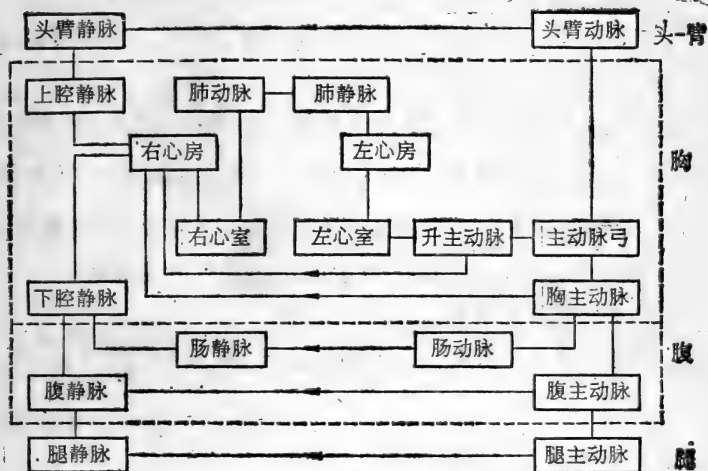 头臂静脉 头臂动脉 头-臂
上腔静脉 肺动脉 肺静脉
右心房 左心房 胸
右心室 左心室 升主动脉 主动脉弓
下腔静脉 胸主动脉
肠静脉 肠动脉 腹
腹静脉 腹主动脉
腿静脉 腿主动脉 腿